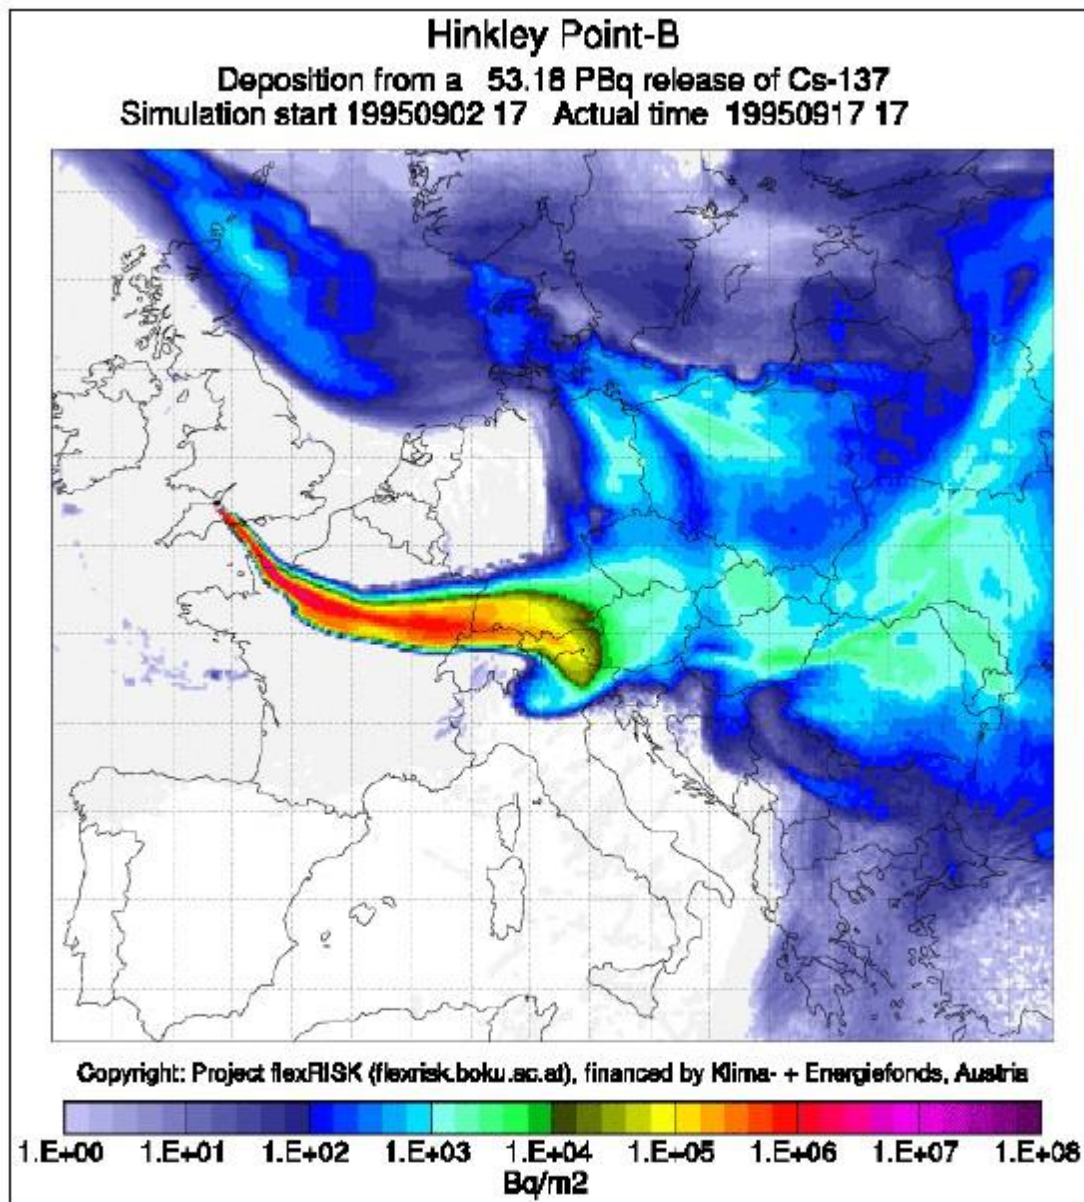 Hinkley Point-B
Deposition from a 53.18 PBq release of Cs-137
Simulation start 19950902 17 Actual time 19950917 17
Copyright: Project flexRISK (flexrisk.boku.ac.at), financed by Klima- + Energiefonds, Austria
1.E+00 1.E+01 1.E+02 1.E+03 1.E+04 1.E+05 1.E+06 1.E+07 1.E+08
Bq/m2